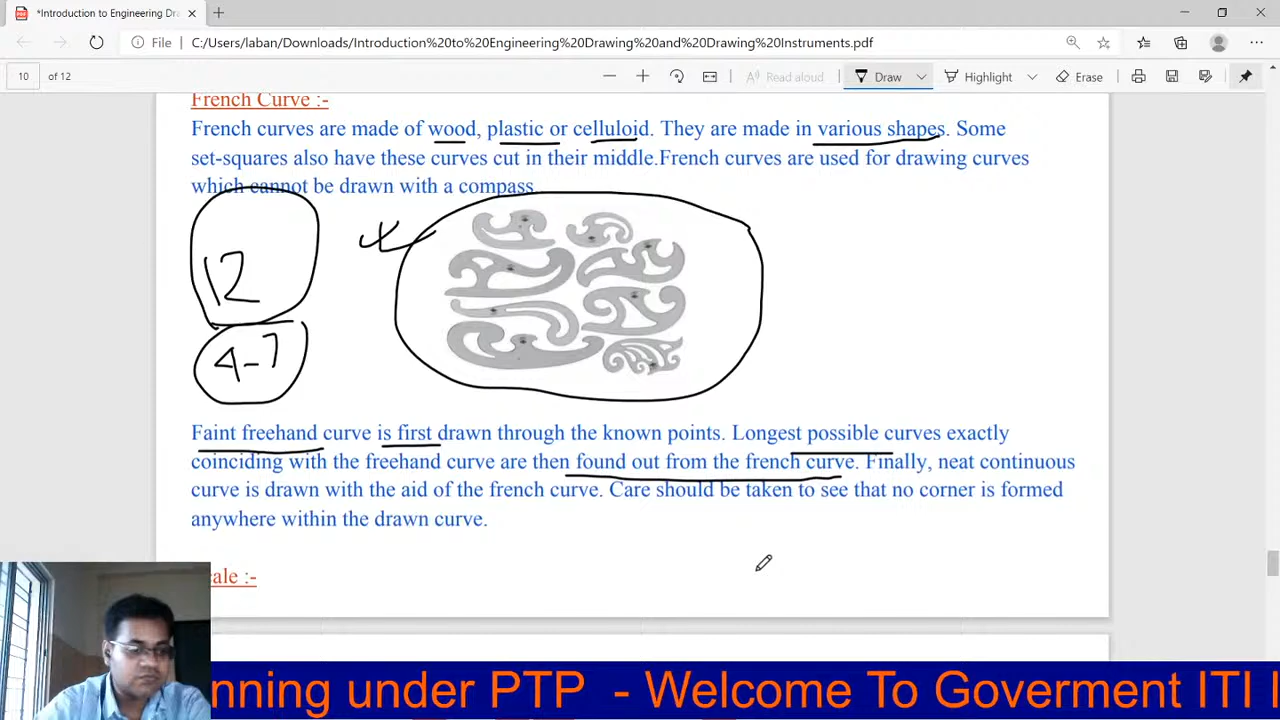 *Introduction to Engineering Dra
File C:/Users/laban/Downloads/Introduction%20to%20Engineering%20Drawing%20and%20Drawing%20Instruments.pdf
10 of 12 Read aloud Draw Highlight Erase
French Curve :-
French curves are made of wood, plastic or celluloid. They are made in various shapes. Some
set-squares also have these curves cut in their middle.French curves are used for drawing curves
which cannot be drawn with a compass.
12
4-7
Faint freehand curve is first drawn through the known points. Longest possible curves exactly
coinciding with the freehand curve are then found out from the french curve. Finally, neat continuous
curve is drawn with the aid of the french curve. Care should be taken to see that no corner is formed
anywhere within the drawn curve.
cale :-
nning under PTP - Welcome To Goverment ITI